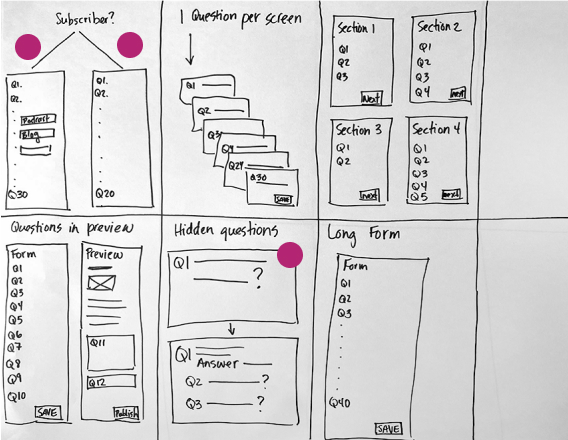 Subscriber?
Q1.
Q2.
Podcast
Blog
Q30
Q1.
Q2.
Q20
1 Question per screen
Q1
Q2
Q3
Q4
Q29
Q30
SAVE
Section 1
Q1
Q2
Q3
Next
Section 2
Q1
Q2
Q3
Q4
next
Section 3
Q1
Q2
next
Section 4
Q1
Q2
Q3
Q4
Q5
next
Questions in preview
Form
Q1
Q2
Q3
Q4
Q5
Q6
Q7
Q8
Q9
Q10
SAVE
Preview
Q11
Q12
Publish
Hidden questions
Q1
?
Q1
Answer
Q2 ?
Q3 ?
Long Form
Form
Q1
Q2
Q3
Q40
SAVE